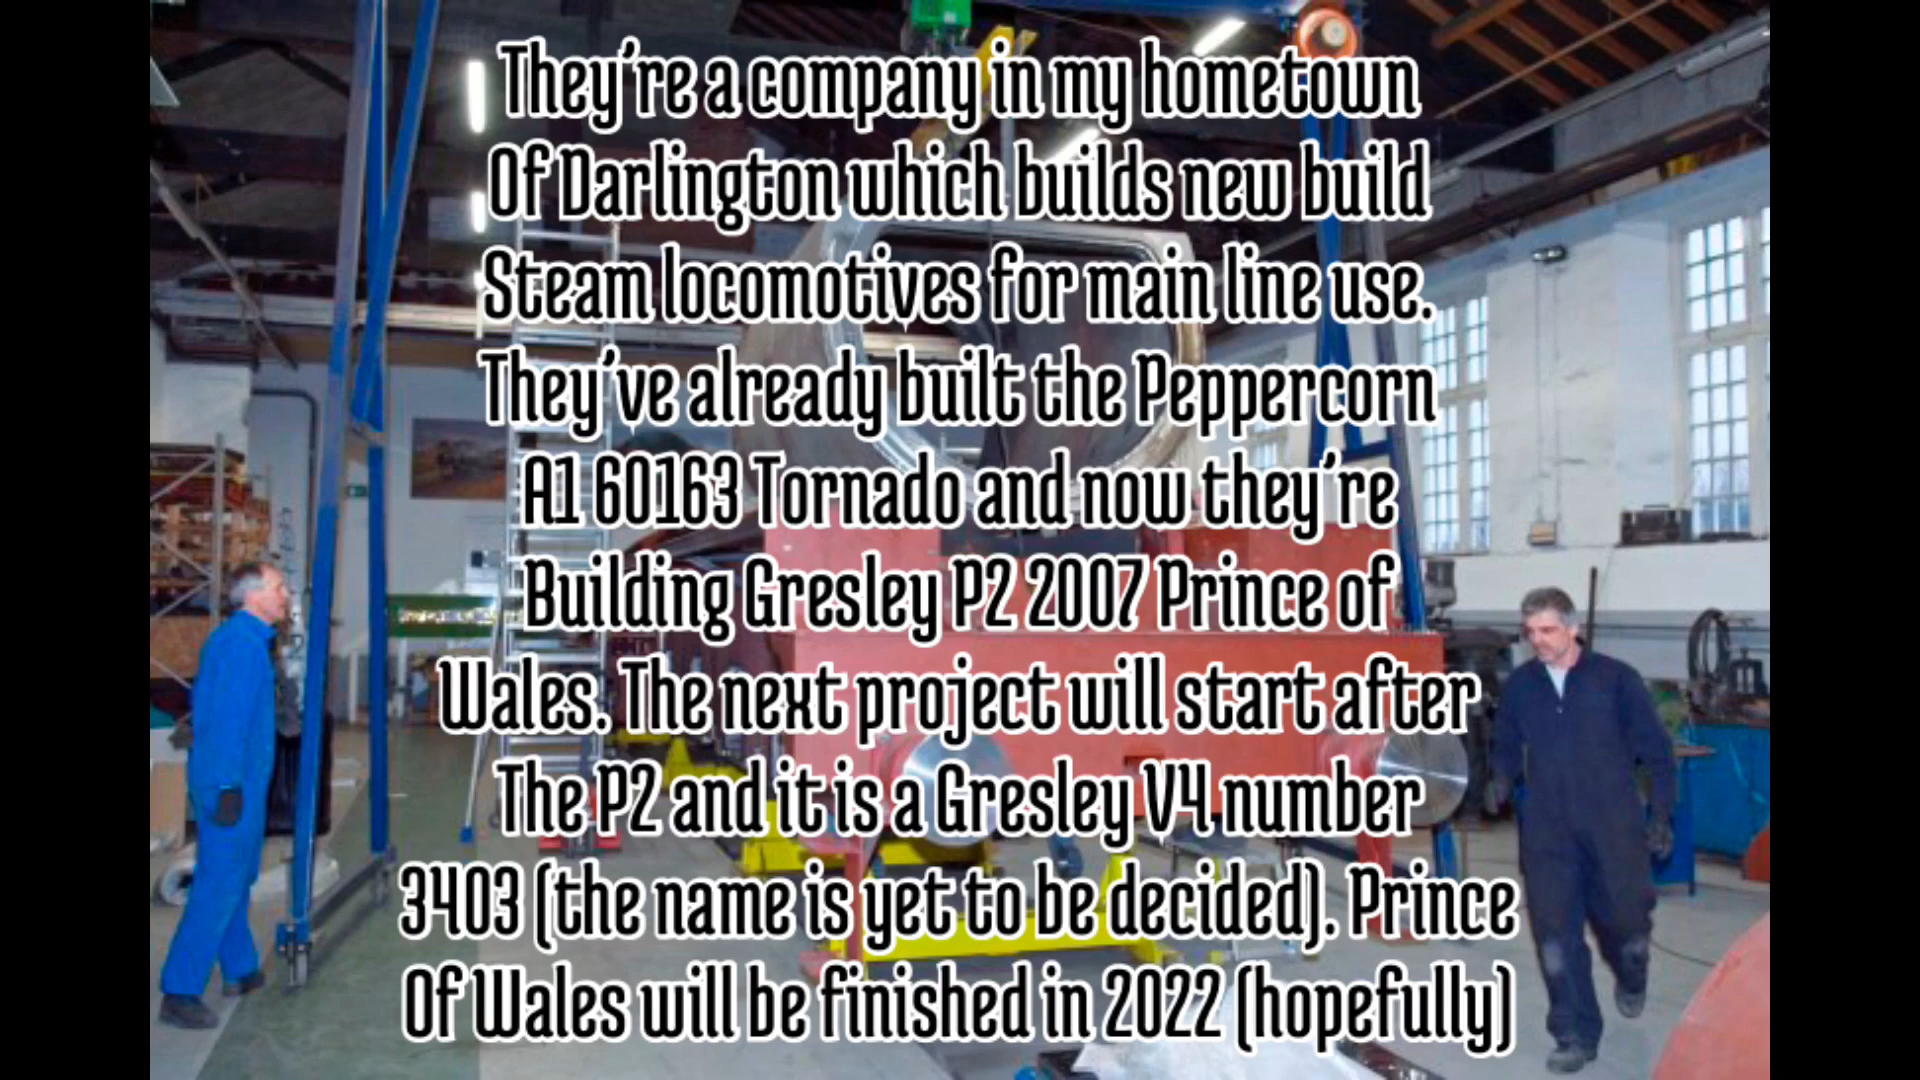 They're a company in my hometown
Of Darlington which builds new build
Steam locomotives for main line use.
They've already built the Peppercorn
A1 60163 Tornado and now they're
Building Gresley P2 2007 Prince of
Wales. The next project will start after
The P2 and it is a Gresley V4 number
3403 (the name is yet to be decided). Prince
Of Wales will be finished in 2022 (hopefully)